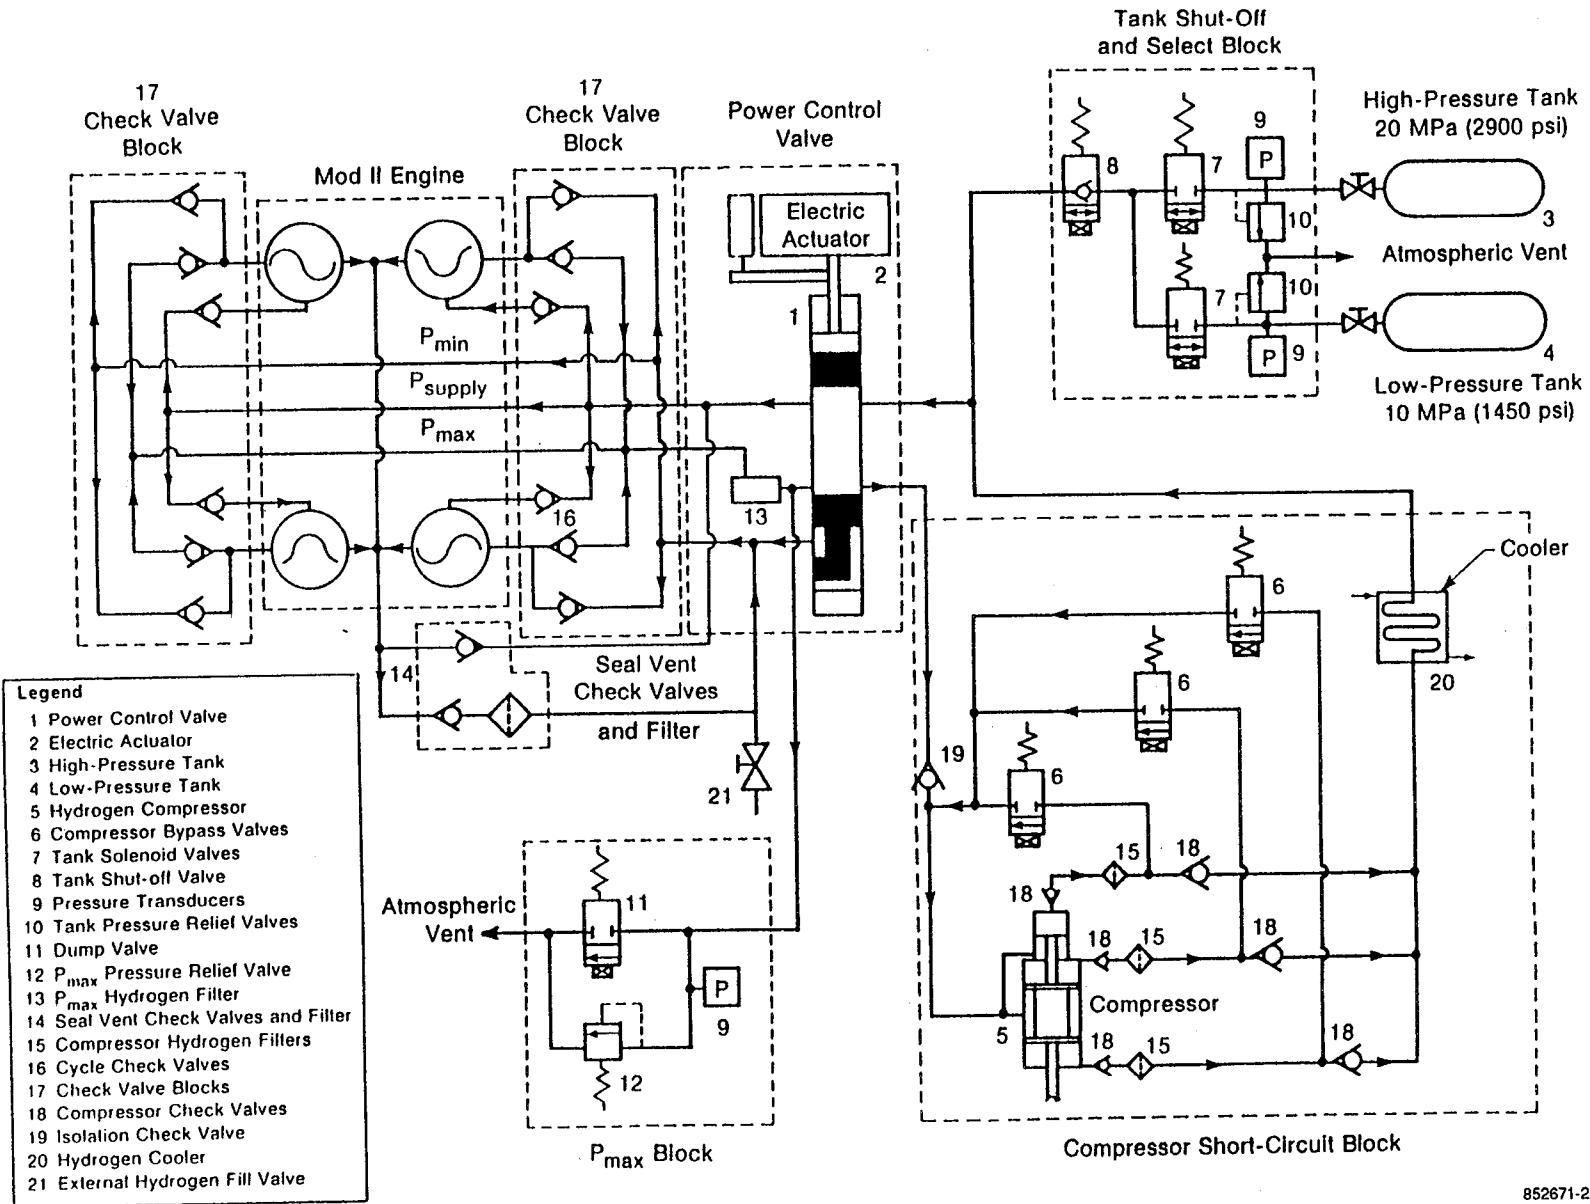 Tank Shut-Off
and Select Block
17
Check Valve
Block
17
Check Valve
Block
Power Control
Valve
High-Pressure Tank
20 MPa (2900 psi)
Mod II Engine
Electric
Actuator
2
1
8
7
9
P
10
3
Atmospheric Vent
7
10
P
9
4
Low-Pressure Tank
10 MPa (1450 psi)
Pmin
Psupply
Pmax
16
13
Cooler
20
6
6
6
14
Seal Vent
Check Valves
and Filter
21
19
Legend
1 Power Control Valve
2 Electric Actuator
3 High-Pressure Tank
4 Low-Pressure Tank
5 Hydrogen Compressor
6 Compressor Bypass Valves
7 Tank Solenoid Valves
8 Tank Shut-off Valve
9 Pressure Transducers
10 Tank Pressure Relief Valves
11 Dump Valve
12 Pmax Pressure Relief Valve
13 Pmax Hydrogen Filter
14 Seal Vent Check Valves and Filter
15 Compressor Hydrogen Filters
16 Cycle Check Valves
17 Check Valve Blocks
18 Compressor Check Valves
19 Isolation Check Valve
20 Hydrogen Cooler
21 External Hydrogen Fill Valve
Atmospheric
Vent
11
P
9
12
Pmax Block
18
15
18
18
15
18
Compressor
5
18
15
18
Compressor Short-Circuit Block
852671-2